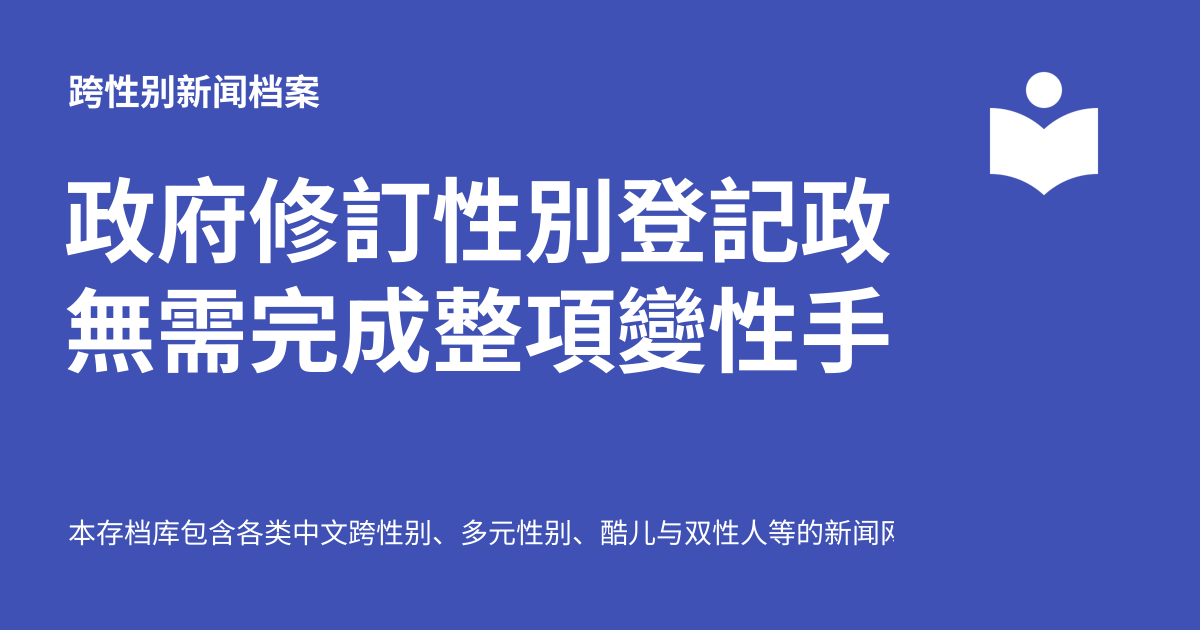 跨性别新闻档案
政府修訂性別登記政
無需完成整項變性手
本存档库包含各类中文跨性别、多元性别、酷儿与双性人等的新闻网